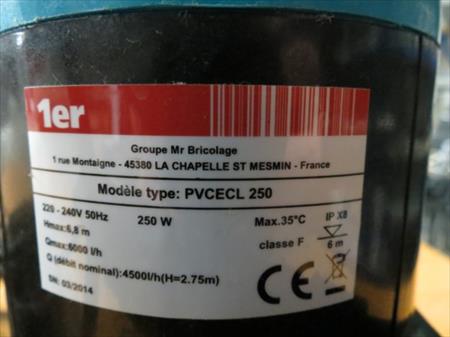 1er
Groupe Mr Bricolage
1 rue Montaigne - 45380 LA CHAPELLE ST MESMIN - France
Modèle type: PVCECL 250
220 - 240V 50Hz 250 W Max.35°C IP X8
Hmax:6,8 m classe F 6 m
Qmax:6000 l/h
Q (débit nominal):4500l/h(H=2.75m)
SN: 03/2014
CE